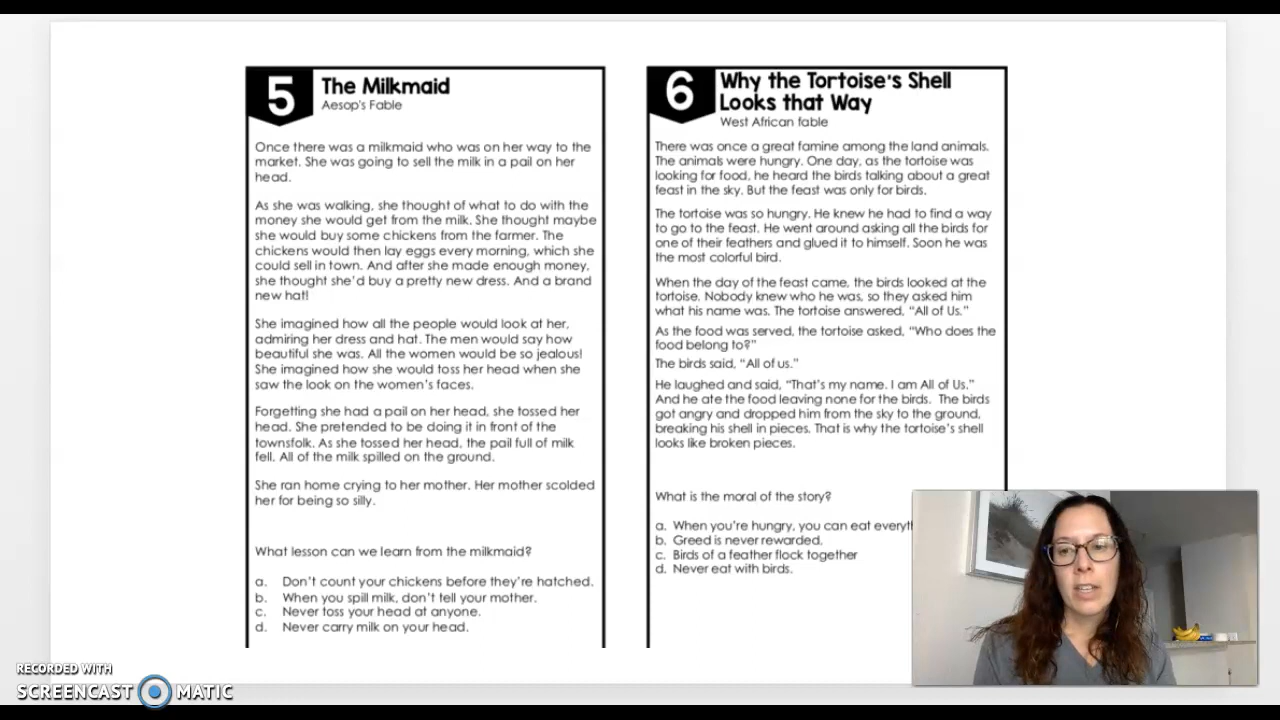 5
The Milkmaid
Aesop's Fable
Once there was a milkmaid who was on her way to the
market. She was going to sell the milk in a pail on her
head.
As she was walking, she thought of what to do with the
money she would get from the milk. She thought maybe
she would buy some chickens from the farmer. The
chickens would then lay eggs every morning, which she
could sell in town. And after she made enough money,
she thought she'd buy a pretty new dress. And a brand
new hat!
She imagined how all the people would look at her,
admiring her dress and hat. The men would say how
beautiful she was. All the women would be so jealous!
She imagined how she would toss her head when she
saw the look on the women's faces.
Forgetting she had a pail on her head, she tossed her
head. She pretended to be doing it in front of the
townsfolk. As she tossed her head, the pail full of milk
fell. All of the milk spilled on the ground.
She ran home crying to her mother. Her mother scolded
her for being so silly.
What lesson can we learn from the milkmaid?
a. Don't count your chickens before they're hatched.
b. When you spill milk, don't tell your mother.
c. Never toss your head at anyone.
d. Never carry milk on your head.
6
Why the Tortoise's Shell
Looks that Way
West African fable
There was once a great famine among the land animals.
The animals were hungry. One day, as the tortoise was
looking for food, he heard the birds talking about a great
feast in the sky. But the feast was only for birds.
The tortoise was so hungry. He knew he had to find a way
to go to the feast. He went around asking all the birds for
one of their feathers and glued it to himself. Soon he was
the most colorful bird.
When the day of the feast came, the birds looked at the
tortoise. Nobody knew who he was, so they asked him
what his name was. The tortoise answered, "All of Us."
As the food was served, the tortoise asked, "Who does the
food belong to?"
The birds said, "All of us."
He laughed and said, "That's my name. I am All of Us."
And he ate the food leaving none for the birds. The birds
got angry and dropped him from the sky to the ground,
breaking his shell in pieces. That is why the tortoise's shell
looks like broken pieces.
What is the moral of the story?
a. When you're hungry, you can eat
b. Greed is never rewarded.
c. Birds of a feather flock together
d. Never eat with birds.
RECORDED WITH
SCREENCAST MATIC